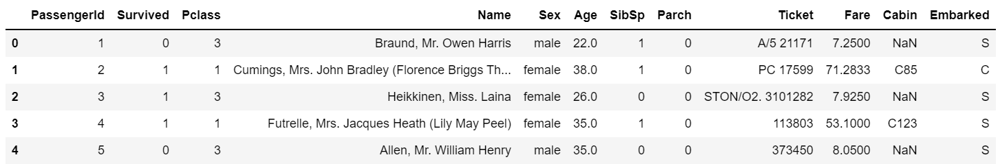 PassengerId Survived Pclass Name Sex Age SibSp Parch Ticket Fare Cabin Embarked
0 1 0 3 Braund, Mr. Owen Harris male 22.0 1 0 A/5 21171 7.2500 NaN S
1 2 1 1 Cumings, Mrs. John Bradley (Florence Briggs Th... female 38.0 1 0 PC 17599 71.2833 C85 C
2 3 1 3 Heikkinen, Miss. Laina female 26.0 0 0 STON/O2. 3101282 7.9250 NaN S
3 4 1 1 Futrelle, Mrs. Jacques Heath (Lily May Peel) female 35.0 1 0 113803 53.1000 C123 S
4 5 0 3 Allen, Mr. William Henry male 35.0 0 0 373450 8.0500 NaN S